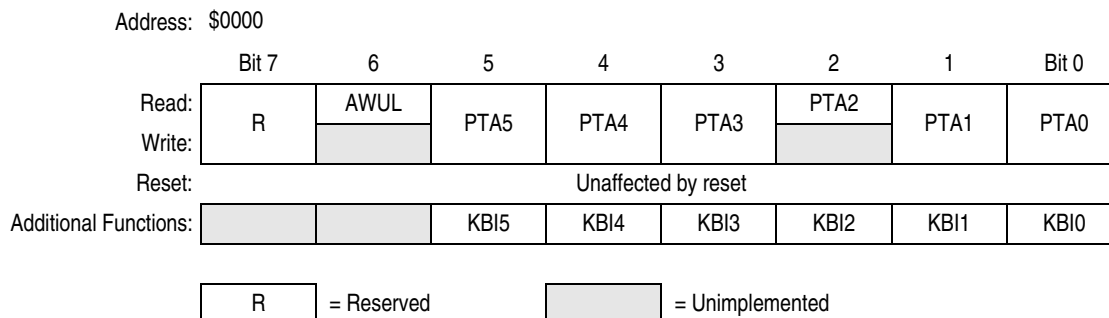 Address: $0000
Bit 7 6 5 4 3 2 1 Bit 0
Read: R AWUL PTA5 PTA4 PTA3 PTA2 PTA1 PTA0
Write:
Reset: Unaffected by reset
Additional Functions: KBI5 KBI4 KBI3 KBI2 KBI1 KBI0
R = Reserved = Unimplemented